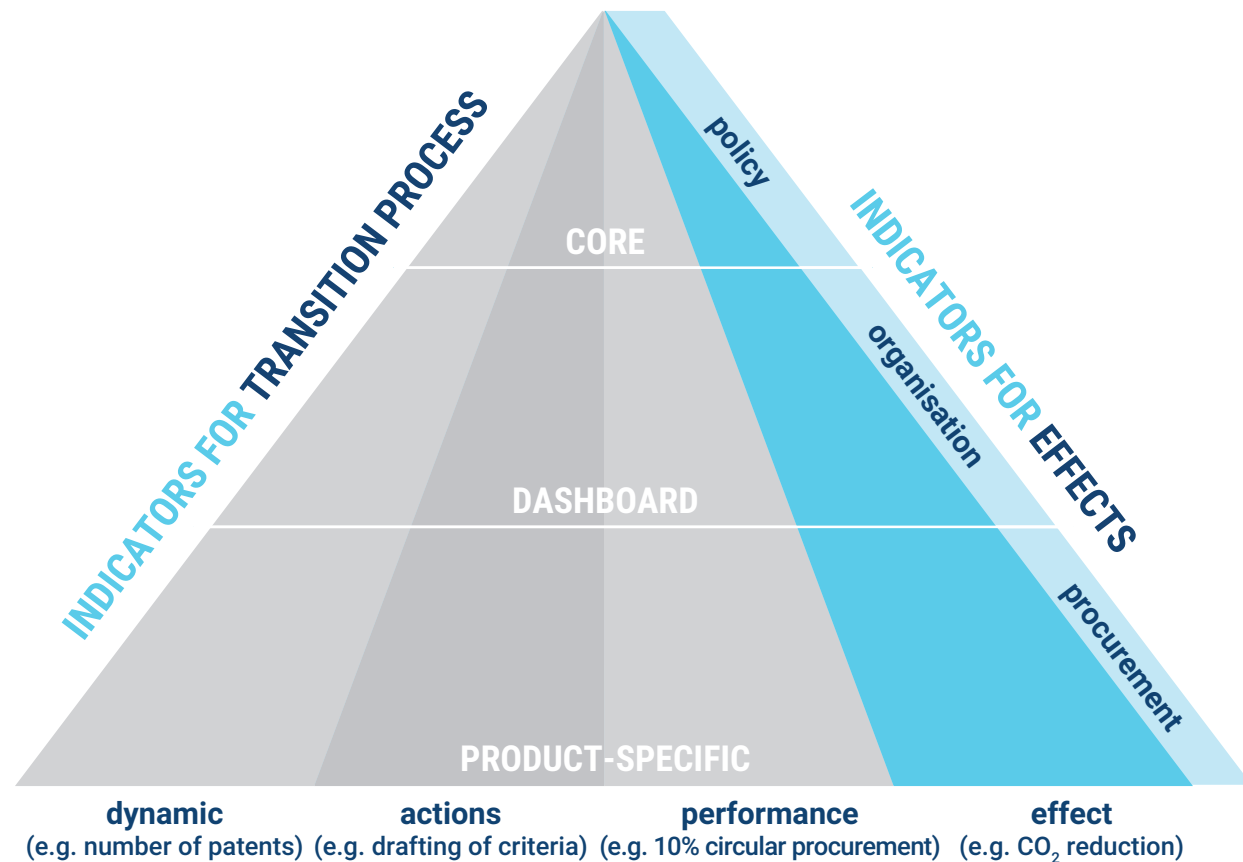 INDICATORS FOR TRANSITION PROCESS
INDICATORS FOR EFFECTS
policy
CORE
organisation
DASHBOARD
procurement
PRODUCT-SPECIFIC
dynamic
(e.g. number of patents)
actions
(e.g. drafting of criteria)
performance
(e.g. 10% circular procurement)
effect
(e.g. CO₂ reduction)